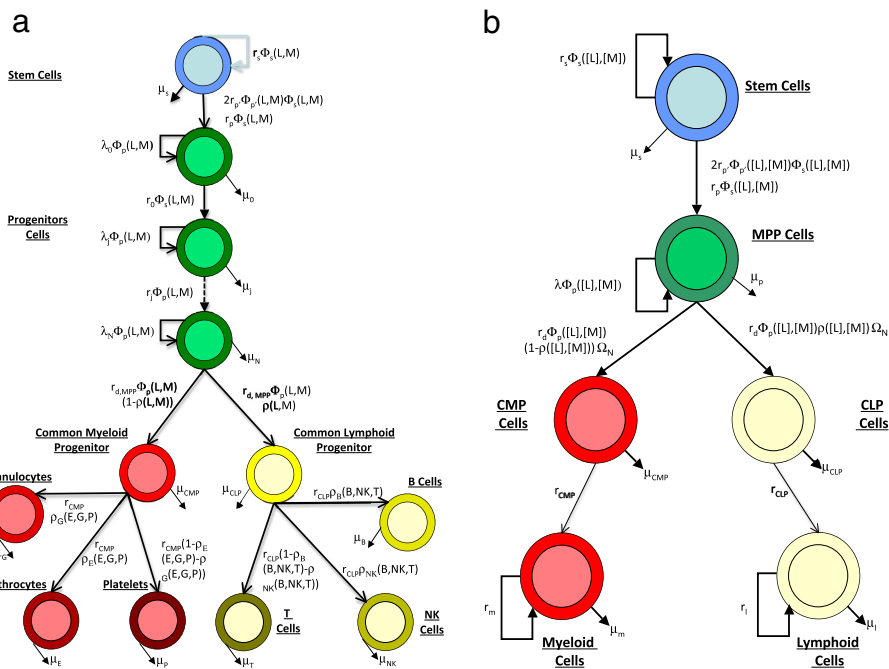 a
r_sΦ_s(L,M)
Stem Cells
μ_s
2r_p'Φ_p'(L,M)Φ_s(L,M)
r_pΦ_s(L,M)
λ_0Φ_p(L,M)
μ_0
r_0Φ_s(L,M)
Progenitors
Cells
λ_jΦ_p(L,M)
μ_j
r_jΦ_p(L,M)
λ_NΦ_p(L,M)
μ_N
r_d,MPPΦ_p(L,M)
(1-ρ(L,M))
r_d, MPPΦ_p(L,M)
ρ(L,M)
Common Myeloid
Progenitor
Common Lymphoid
Progenitor
μ_CMP
μ_CLP
nulocytes
r_CMP
ρ_G(E,G,P)
r_CLPρ_B(B,NK,T)
B Cells
μ_B
r_CMP
ρ_E(E,G,P)
r_CMP(1-ρ_E
(E,G,P)-ρ
_G(E,G,P))
r_CLP(1-ρ_B
(B,NK,T)-ρ
_NK(B,NK,T))
r_CLPρ_NK(B,NK,T)
throcytes
Platelets
T
Cells
NK
Cells
μ_E
μ_P
μ_T
μ_NK
b
r_sΦ_s([L],[M])
Stem Cells
μ_s
2r_p'Φ_p'([L],[M])Φ_s([L],[M])
r_pΦ_s([L],[M])
MPP Cells
λΦ_p([L],[M])
μ_p
r_dΦ_p([L],[M])
(1-ρ([L],[M]))Ω_N
r_dΦ_p([L],[M])ρ([L],[M])Ω_N
CMP
Cells
CLP
Cells
μ_CMP
μ_CLP
r_CMP
r_CLP
r_m
μ_m
r_l
μ_l
Myeloid
Cells
Lymphoid
Cells